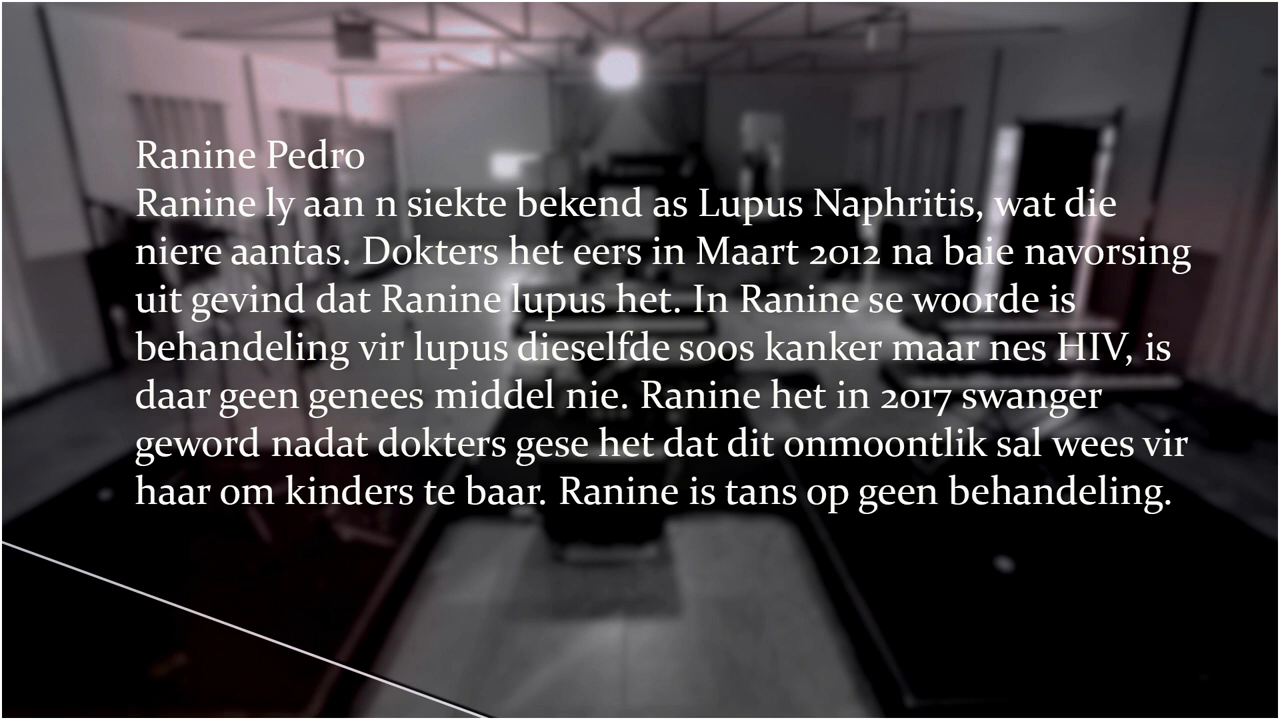 Ranine Pedro
Ranine ly aan n siekte bekend as Lupus Naphritis, wat die
niere aantas. Dokters het eers in Maart 2012 na baie navorsing
uit gevind dat Ranine lupus het. In Ranine se woorde is
behandeling vir lupus dieselfde soos kanker maar nes HIV, is
daar geen genees middel nie. Ranine het in 2017 swanger
geword nadat dokters gese het dat dit onmoontlik sal wees vir
haar om kinders te baar. Ranine is tans op geen behandeling.